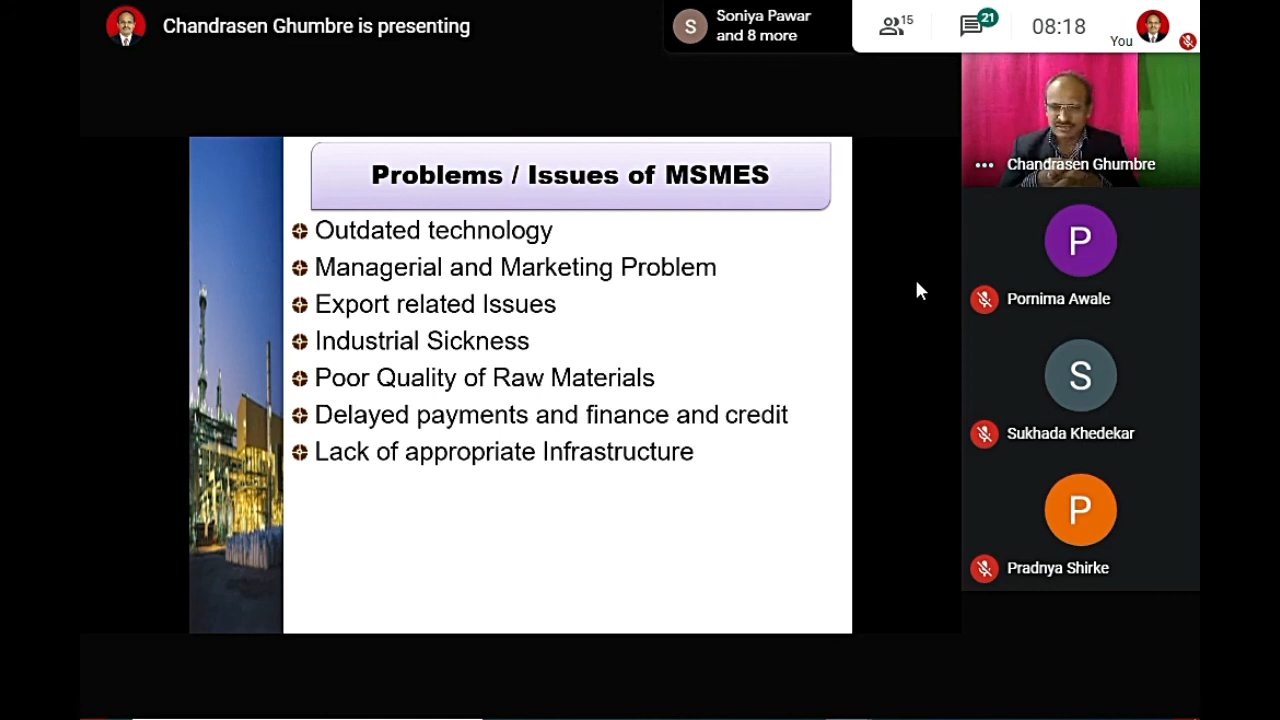 Chandrasen Ghumbre is presenting
S
Soniya Pawar
and 8 more
15
21
08:18
You
Problems / Issues of MSMES
Outdated technology
Managerial and Marketing Problem
Export related Issues
Industrial Sickness
Poor Quality of Raw Materials
Delayed payments and finance and credit
Lack of appropriate Infrastructure
Chandrasen Ghumbre
P
Pornima Awale
S
Sukhada Khedekar
P
Pradnya Shirke